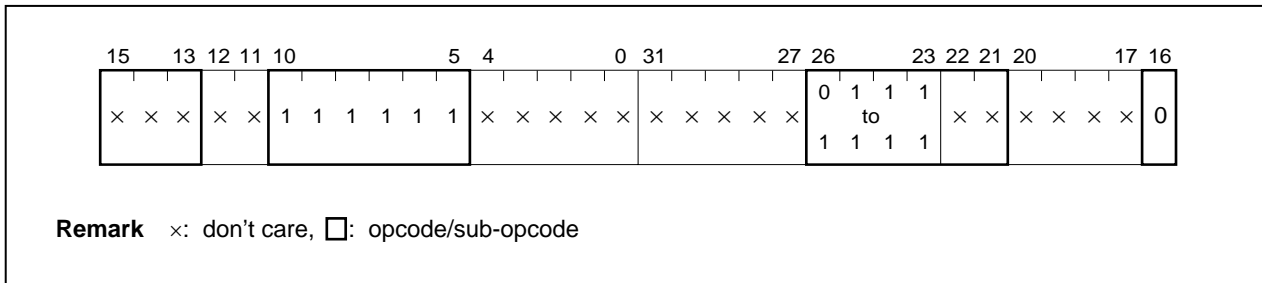 15 13 12 11 10 5 4 0 31 27 26 23 22 21 20 17 16
0 1 1 1
× × × × × 1 1 1 1 1 1 × × × × × × × × × × to × × × × × × 0
1 1 1 1
Remark ×: don't care, □: opcode/sub-opcode